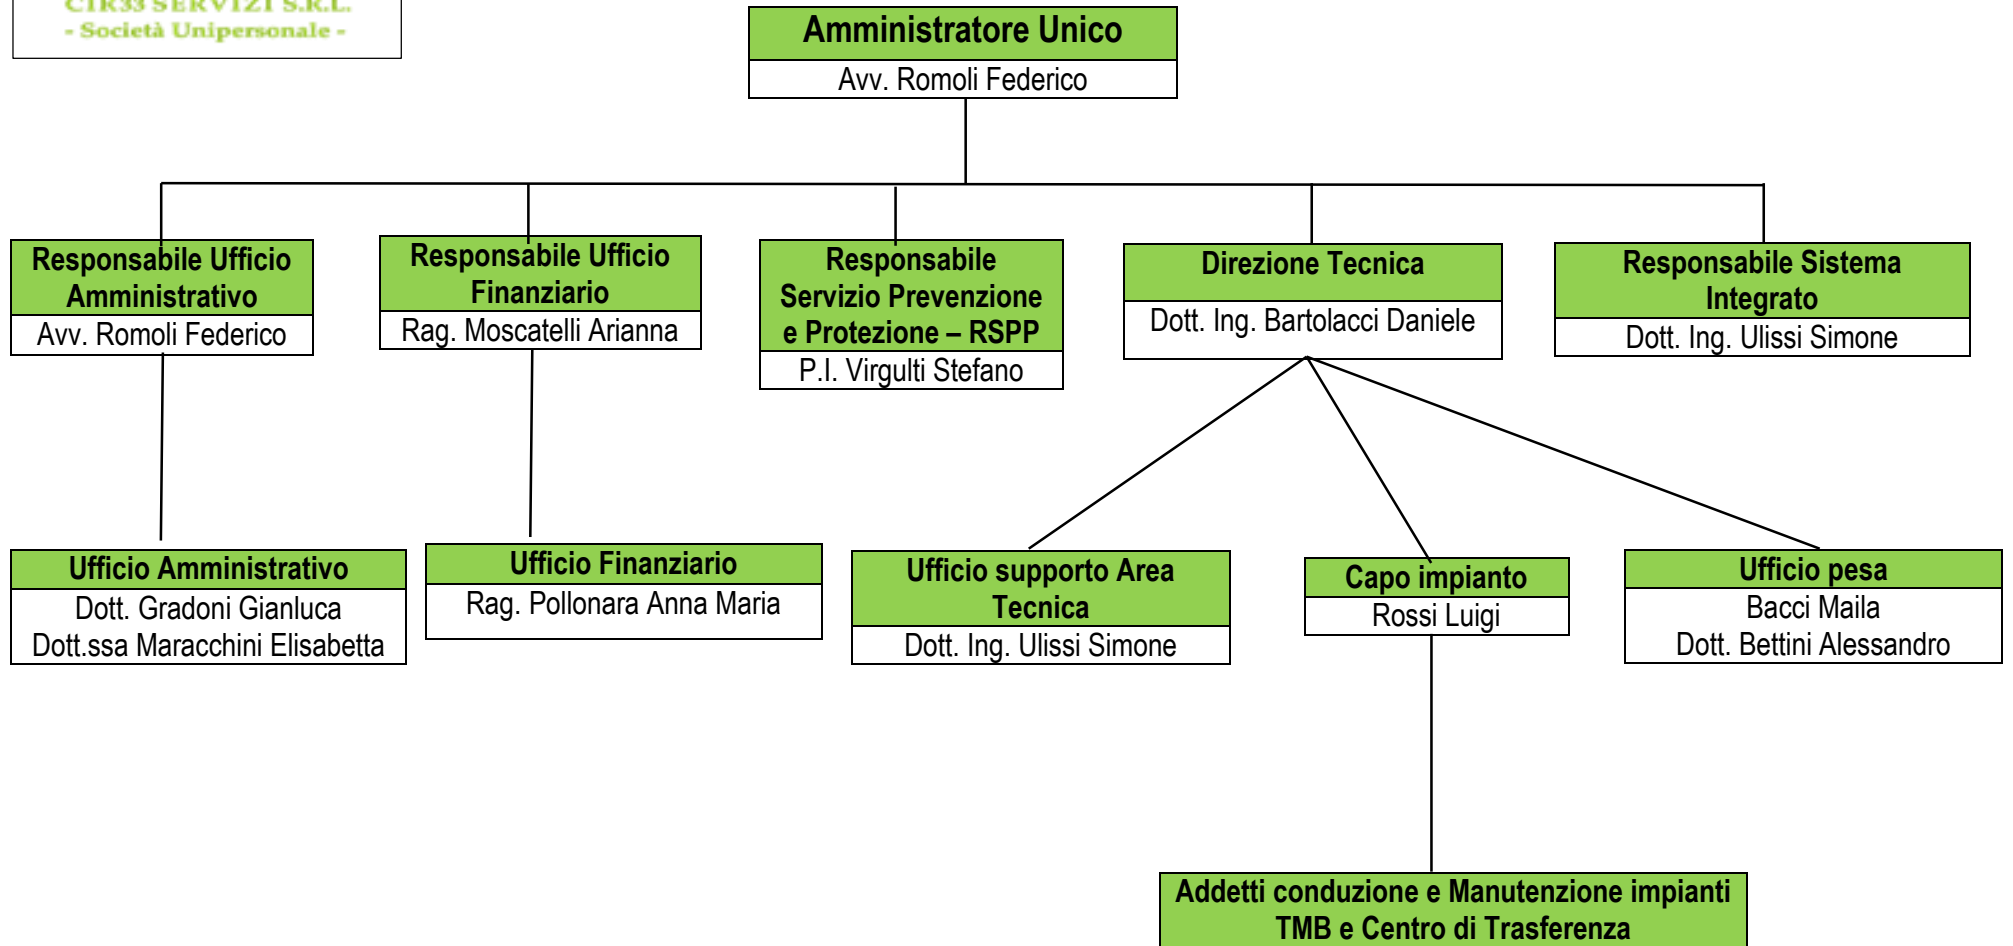 CIR33 SERVIZI S.R.L.
- Società Unipersonale -
Amministratore Unico
Avv. Romoli Federico
Responsabile Ufficio
Amministrativo
Avv. Romoli Federico
Responsabile Ufficio
Finanziario
Rag. Moscatelli Arianna
Responsabile
Servizio Prevenzione
e Protezione – RSPP
P.I. Virgulti Stefano
Direzione Tecnica
Dott. Ing. Bartolacci Daniele
Responsabile Sistema
Integrato
Dott. Ing. Ulissi Simone
Ufficio Amministrativo
Dott. Gradoni Gianluca
Dott.ssa Maracchini Elisabetta
Ufficio Finanziario
Rag. Pollonara Anna Maria
Ufficio supporto Area
Tecnica
Dott. Ing. Ulissi Simone
Capo impianto
Rossi Luigi
Ufficio pesa
Bacci Maila
Dott. Bettini Alessandro
Addetti conduzione e Manutenzione impianti
TMB e Centro di Trasferenza